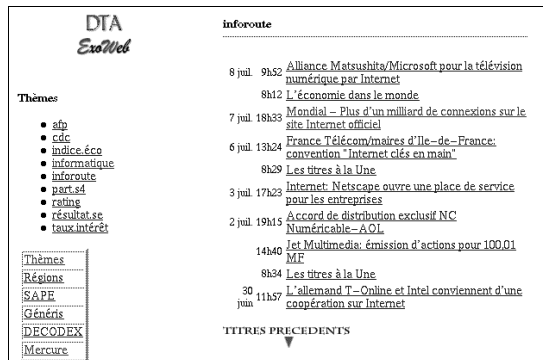 DTA
ExoWeb
Thèmes
afp
cdc
indice.éco
informatique
inforoute
part.s4
rating
résultat.se
taux.intérêt
Thèmes
Régions
SAPE
Généris
DECODEX
Mercure
inforoute
8 juil. 9h52 Alliance Matsushita/Microsoft pour la télévision
numérique par Internet
8h12 L'économie dans le monde
7 juil. 18h33 Mondial – Plus d'un milliard de connexions sur le
site Internet officiel
6 juil. 13h24 France Télécom/maires d'Ile–de–France:
convention "Internet clés en main"
8h29 Les titres à la Une
3 juil. 17h23 Internet: Netscape ouvre une place de service
pour les entreprises
2 juil. 19h15 Accord de distribution exclusif NC
Numéricable–AOL
14h40 Jet Multimedia: émission d'actions pour 100,01
MF
8h34 Les titres à la Une
30
juin 11h57 L'allemand T–Online et Intel conviennent d'une
coopération sur Internet
TITRES PRECEDENTS